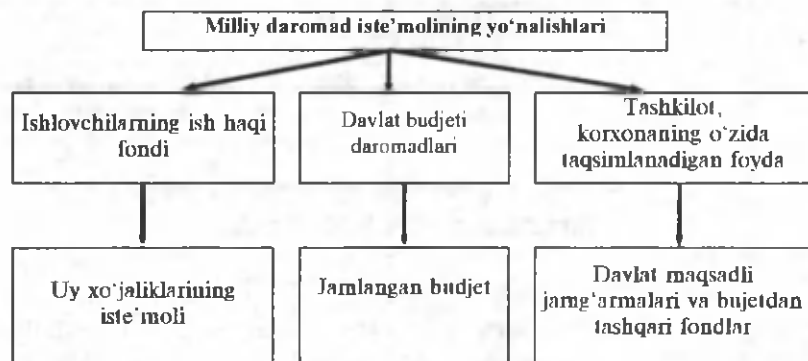 Milliy daromad iste’molining yo‘nalishlari
Ishlovchilarning ish haqi
fondi
Davlat budjeti
daromadlari
Tashkilot,
korxonaning o‘zida
taqsimlanadigan foyda
Uy xo‘jaliklarining
iste’moli
Jamlangan budjet
Davlat maqsadli
jamg‘armalari va bujetdan
tashqari fondlar